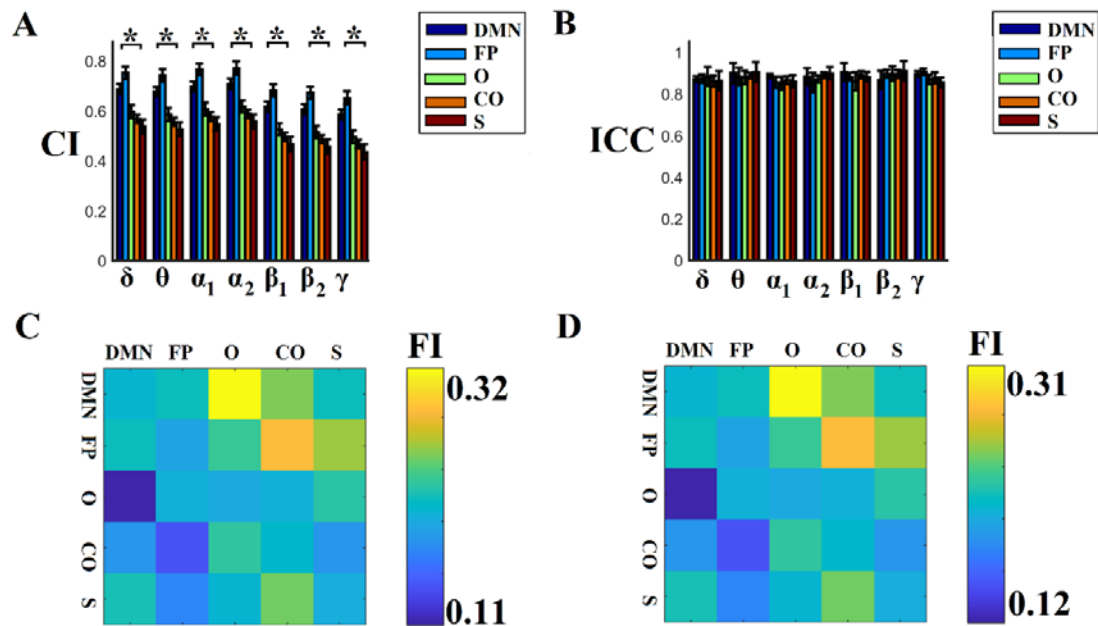 A
* * * * * * *
CI
0.8
0.6
0.4
0.2
0
δ θ α1 α2 β1 β2 γ
DMN
FP
O
CO
S
B
ICC
1
0.8
0.6
0.4
0.2
0
δ θ α1 α2 β1 β2 γ
DMN
FP
O
CO
S
C
DMN FP O CO S
DMN
FP
O
CO
S
FI
0.32
0.11
D
DMN FP O CO S
DMN
FP
O
CO
S
FI
0.31
0.12